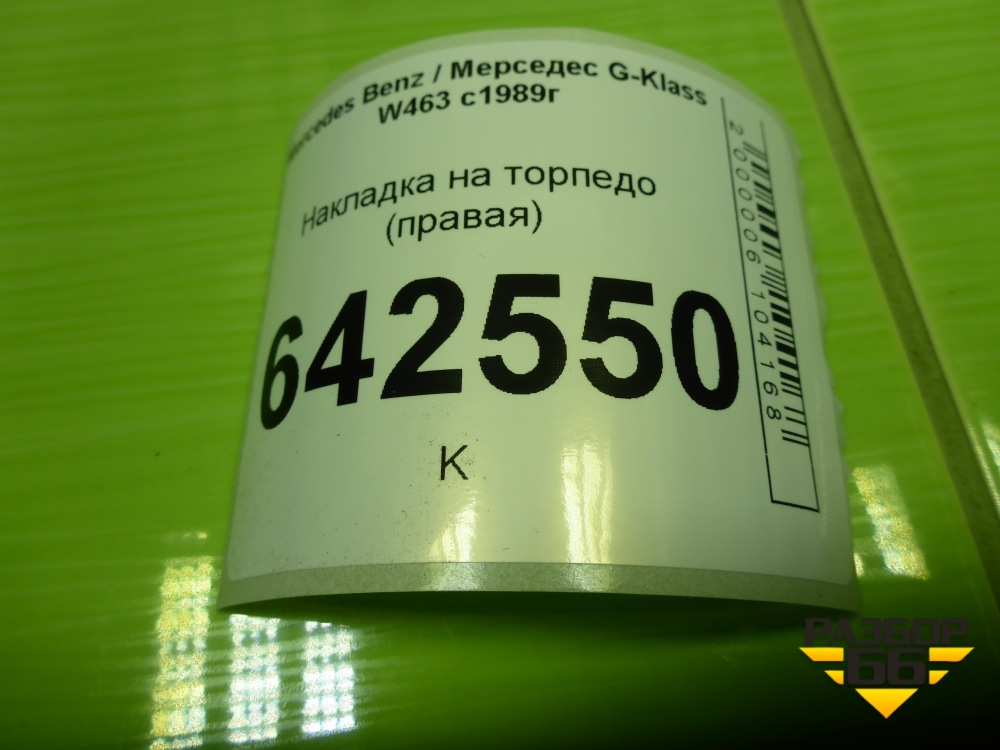 Mercedes Benz / Мерседес G-Klass
W463 с1989г
Накладка на торпедо
(правая)
642550
К
2000006104168
РАЗБОР
66